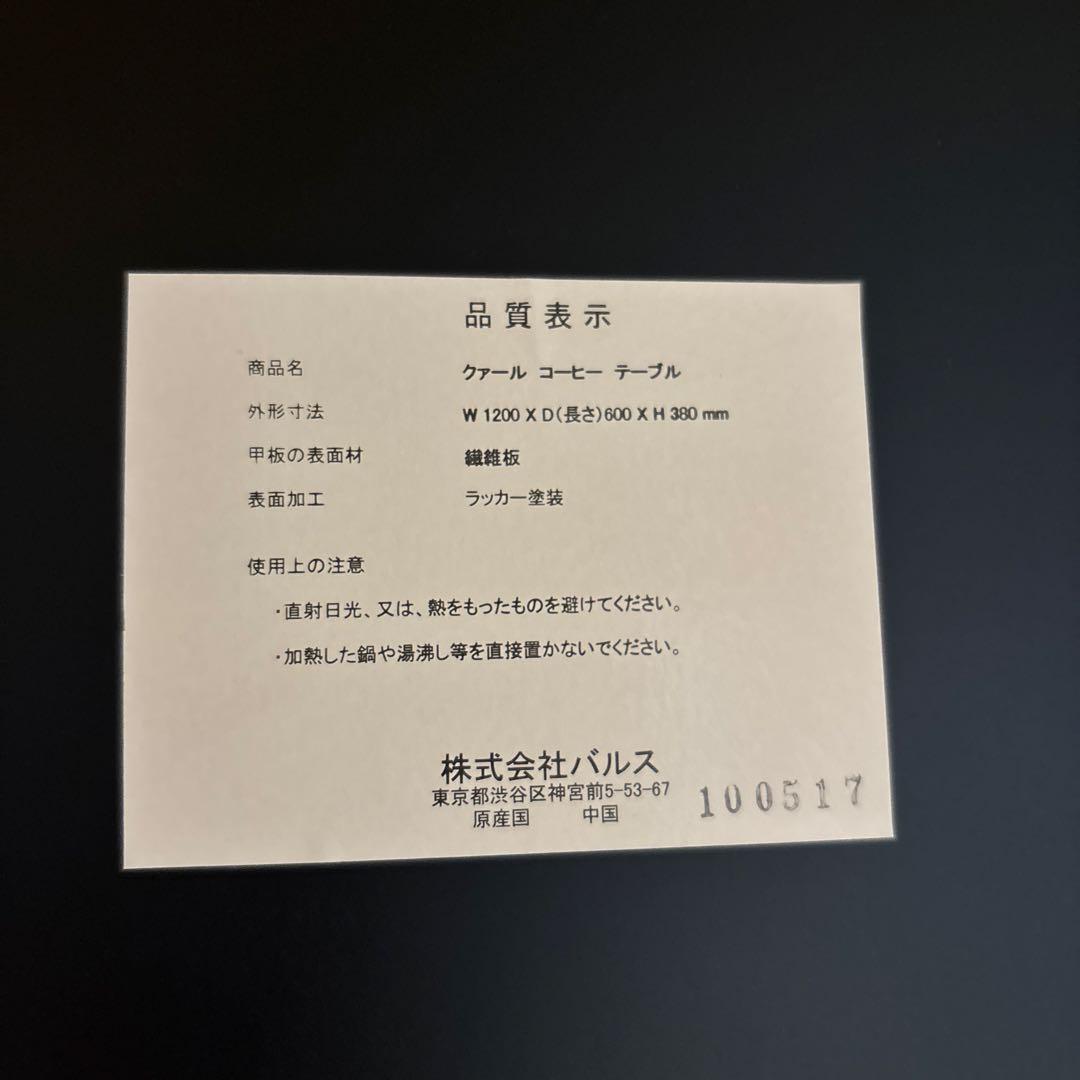 品質表示
商品名 クァール コーヒー テーブル
外形寸法 W 1200 X D(長さ)600 X H 380 mm
甲板の表面材 繊維板
表面加工 ラッカー塗装
使用上の注意
・直射日光、又は、熱をもったものを避けてください。
・加熱した鍋や湯沸し等を直接置かないでください。
株式会社バルス
東京都渋谷区神宮前5-53-67
原産国 中国
100517